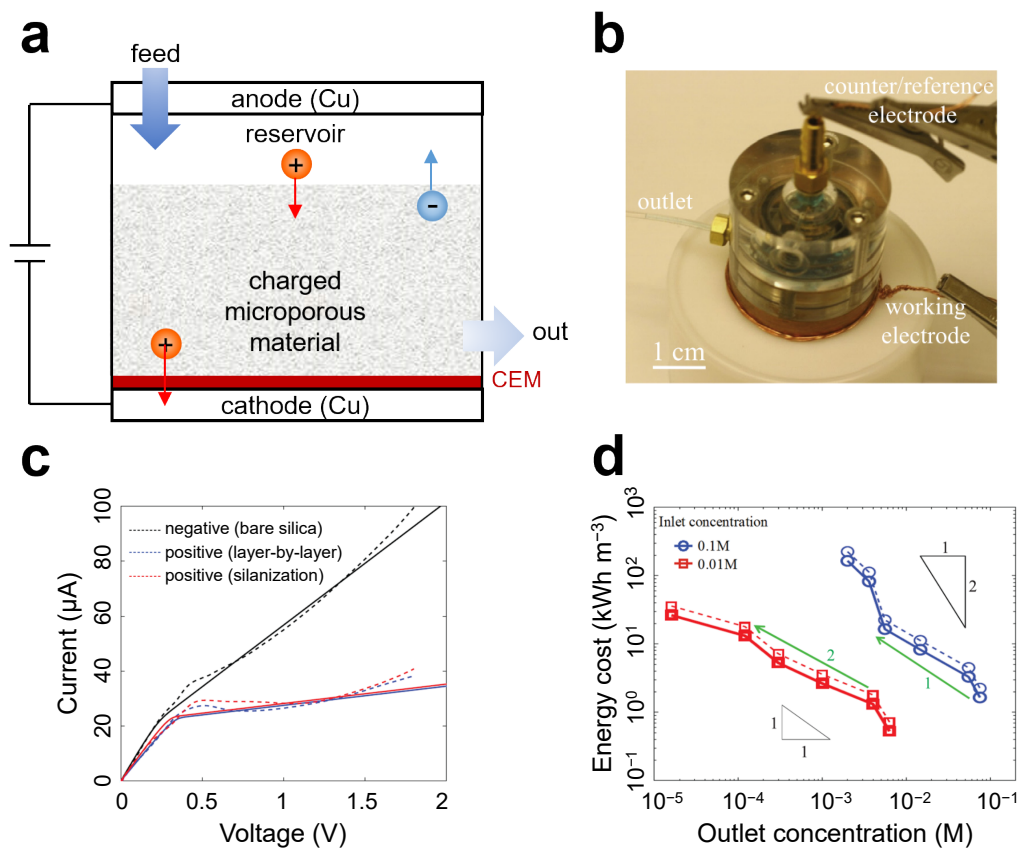 a
feed
anode (Cu)
reservoir
+
-
charged
microporous
material
+
out
CEM
cathode (Cu)
b
counter/reference
electrode
outlet
working
electrode
1 cm
c
100
80
60
40
20
0
Current (μA)
negative (bare silica)
positive (layer-by-layer)
positive (silanization)
0
0.5
1
1.5
2
Voltage (V)
d
10³
10²
10¹
10⁰
10⁻¹
Energy cost (kWh m⁻³)
Inlet concentration
0.1M
0.01M
1
2
2
1
1
1
10⁻⁵
10⁻⁴
10⁻³
10⁻²
10⁻¹
Outlet concentration (M)